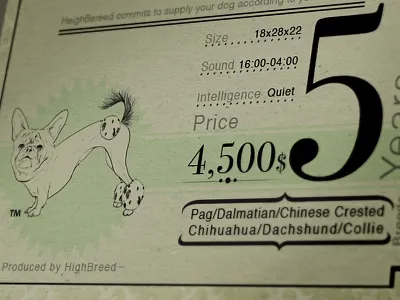 HeighBreed commits to supply your dog according to
Size 18x28x22
Sound 16:00-04:00
Intelligence Quiet
Price
4,500$
5
Years
TM
Pag/Dalmatian/Chinese Crested
Chihuahua/Dachshund/Collie
Produced by HighBreed